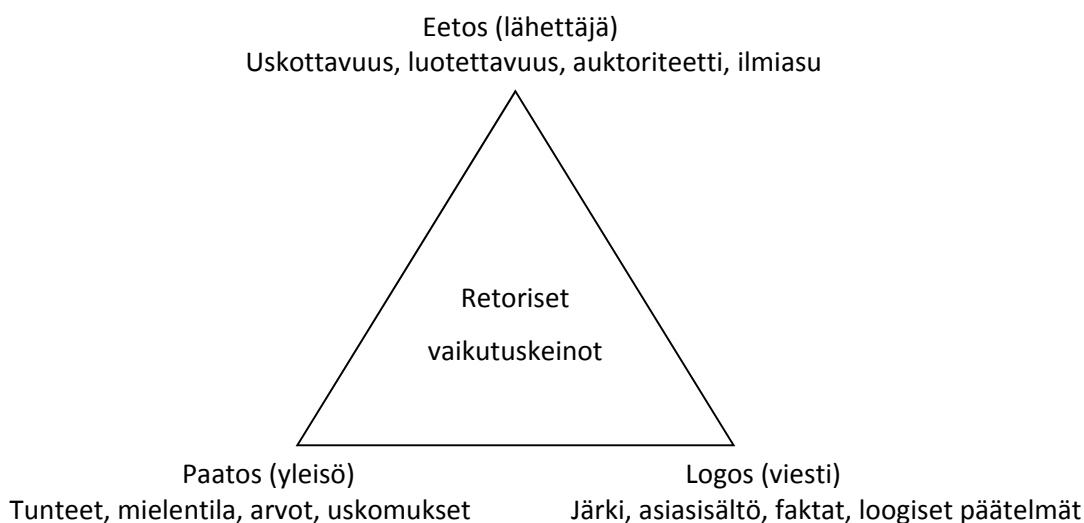 Eetos (lähettäjä)
Uskottavuus, luotettavuus, auktoriteetti, ilmiasu
Retoriset
vaikutuskeinot
Paatos (yleisö)
Tunteet, mielentila, arvot, uskomukset
Logos (viesti)
Järki, asiasisältö, faktat, loogiset päätelmät